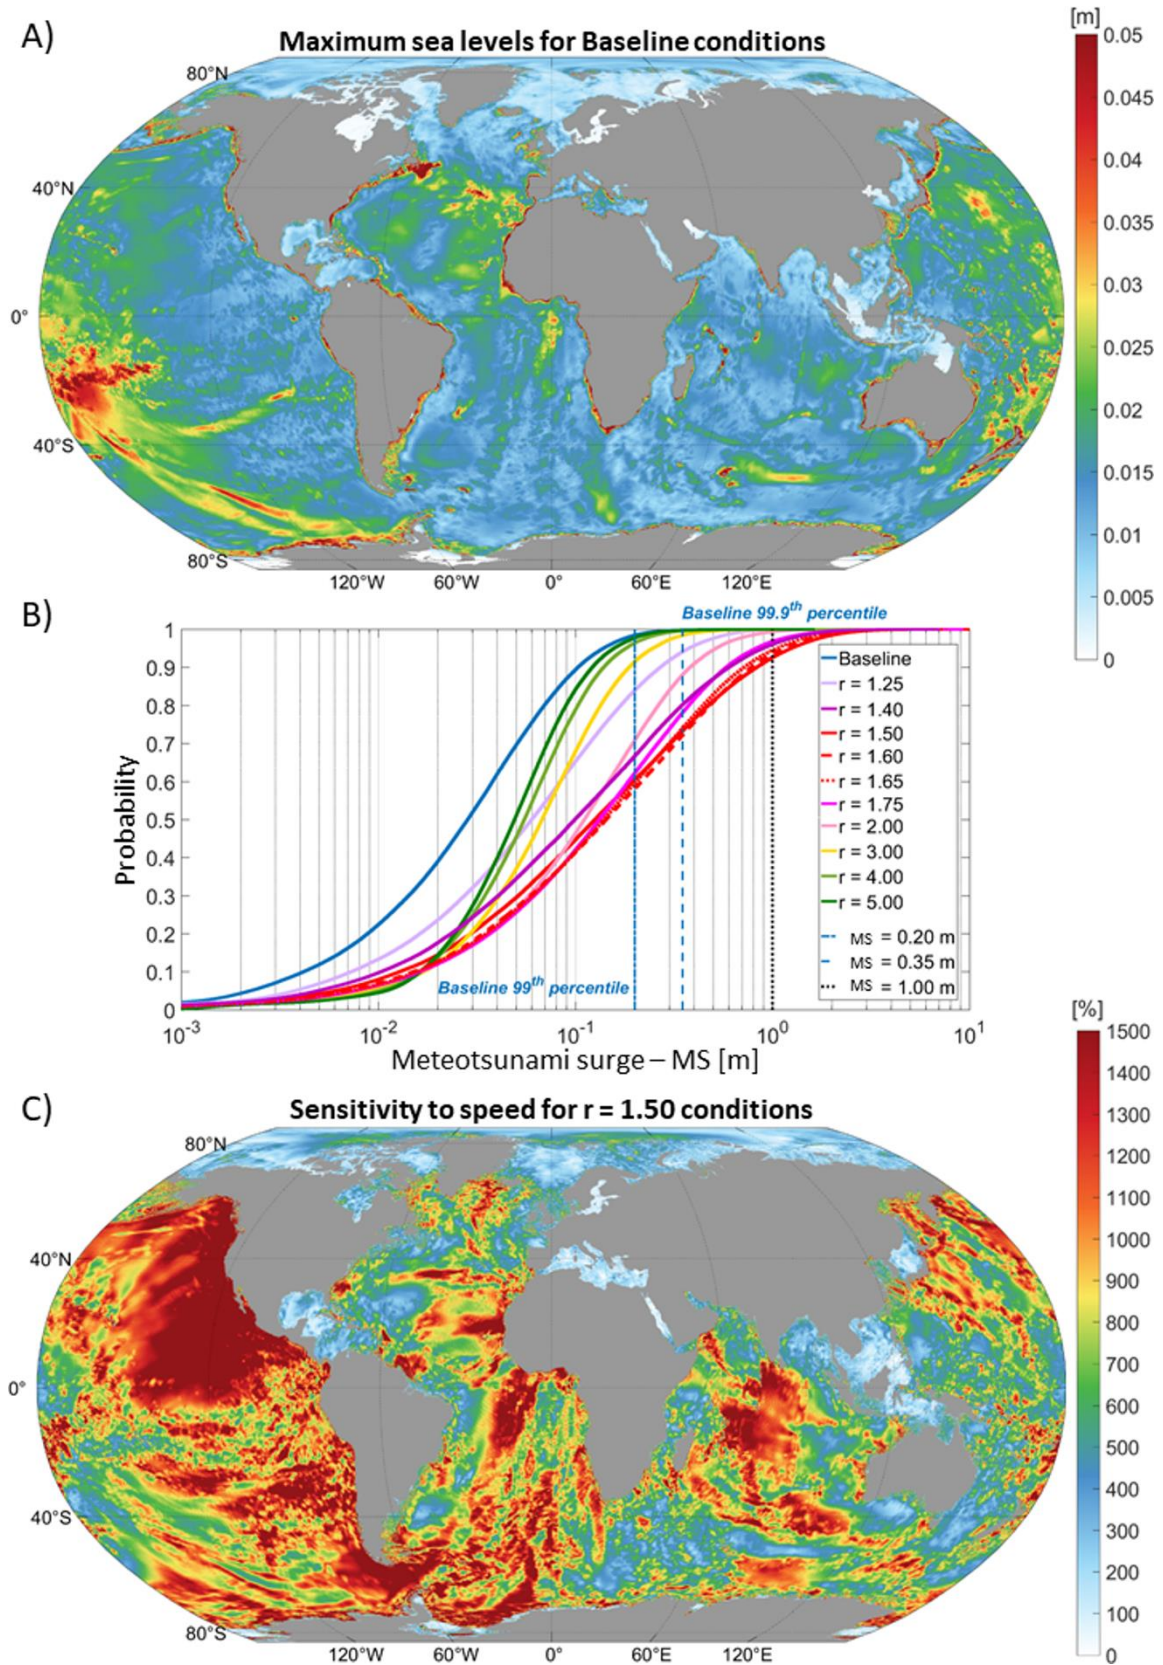 A)
Maximum sea levels for Baseline conditions
[m]
0.05
0.045
0.04
0.035
0.03
0.025
0.02
0.015
0.01
0.005
0
80°N
40°N
0°
40°S
80°S
120°W 60°W 0° 60°E 120°E
B)
Baseline 99.9th percentile
Probability
1
0.9
0.8
0.7
0.6
0.5
0.4
0.3
0.2
0.1
0
Baseline
r = 1.25
r = 1.40
r = 1.50
r = 1.60
r = 1.65
r = 1.75
r = 2.00
r = 3.00
r = 4.00
r = 5.00
MS = 0.20 m
MS = 0.35 m
MS = 1.00 m
Baseline 99th percentile
10-3 10-2 10-1 100 101
Meteotsunami surge – MS [m]
C)
Sensitivity to speed for r = 1.50 conditions
[%]
1500
1400
1300
1200
1100
1000
900
800
700
600
500
400
300
200
100
0
80°N
40°N
0°
40°S
80°S
120°W 60°W 0° 60°E 120°E